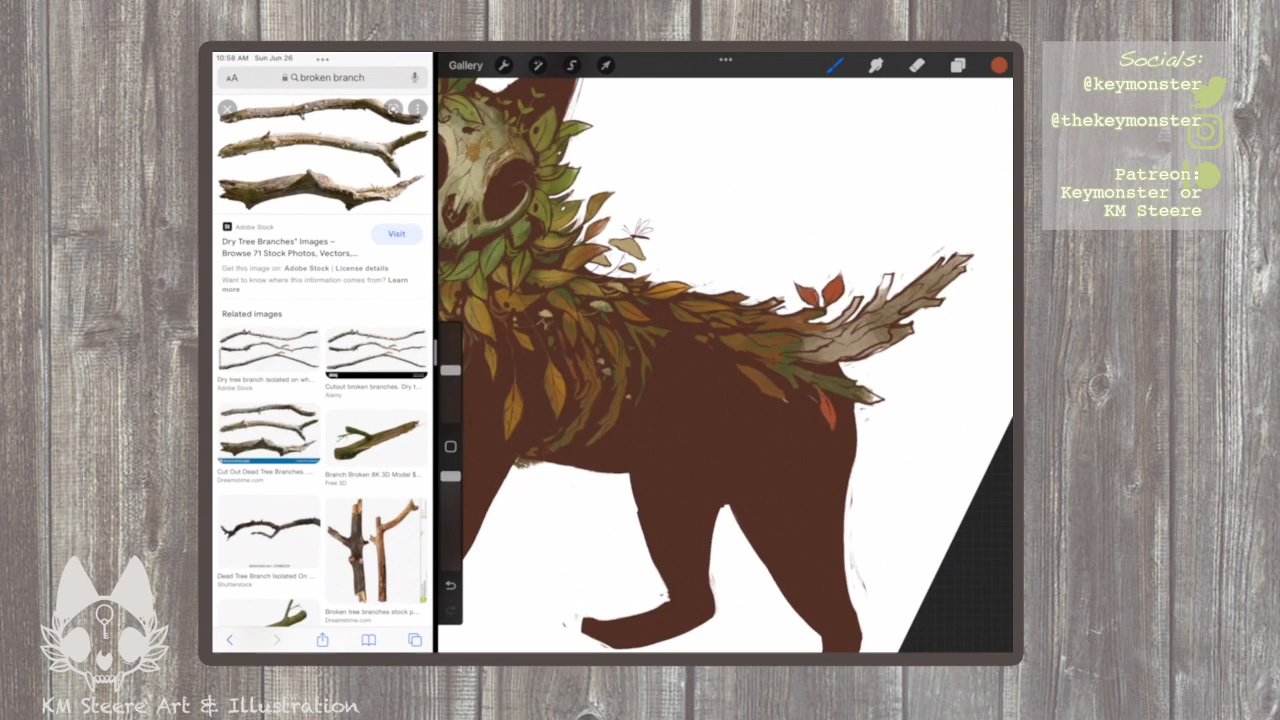 10:58 AM Sun Jun 26
AA broken branch
Adobe Stock
Dry Tree Branches" Images –
Browse 71 Stock Photos, Vectors,...
Visit
Get this image on: Adobe Stock | License details
Want to know where this information comes from? Learn
more
Related images
Dry tree branch isolated on wh...
Adobe Stock
Cutout broken branches. Dry t...
Alamy
Cut Out Dead Tree Branches. ...
Dreamstime.com
Branch Broken 8K 3D Model $...
Free 3D
Dead Tree Branch Isolated On ...
Shutterstock
Broken tree branches stock p...
Dreamstime.com
Gallery
Socials:
@keymonster
@thekeymonster
Patreon:
Keymonster or
KM Steere
KM Steere Art & Illustration